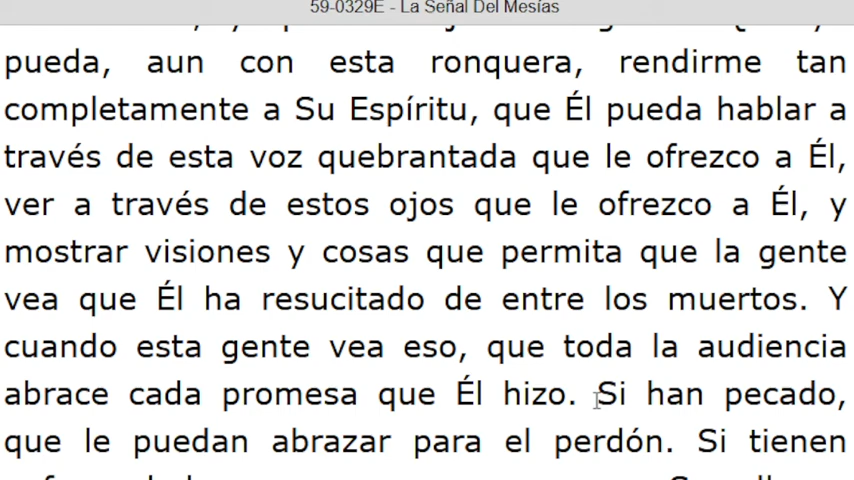 59-0329E - La Señal Del Mesías
pueda, aun con esta ronquera, rendirme tan
completamente a Su Espíritu, que Él pueda hablar a
través de esta voz quebrantada que le ofrezco a Él,
ver a través de estos ojos que le ofrezco a Él, y
mostrar visiones y cosas que permita que la gente
vea que Él ha resucitado de entre los muertos. Y
cuando esta gente vea eso, que toda la audiencia
abrace cada promesa que Él hizo. Si han pecado,
que le puedan abrazar para el perdón. Si tienen